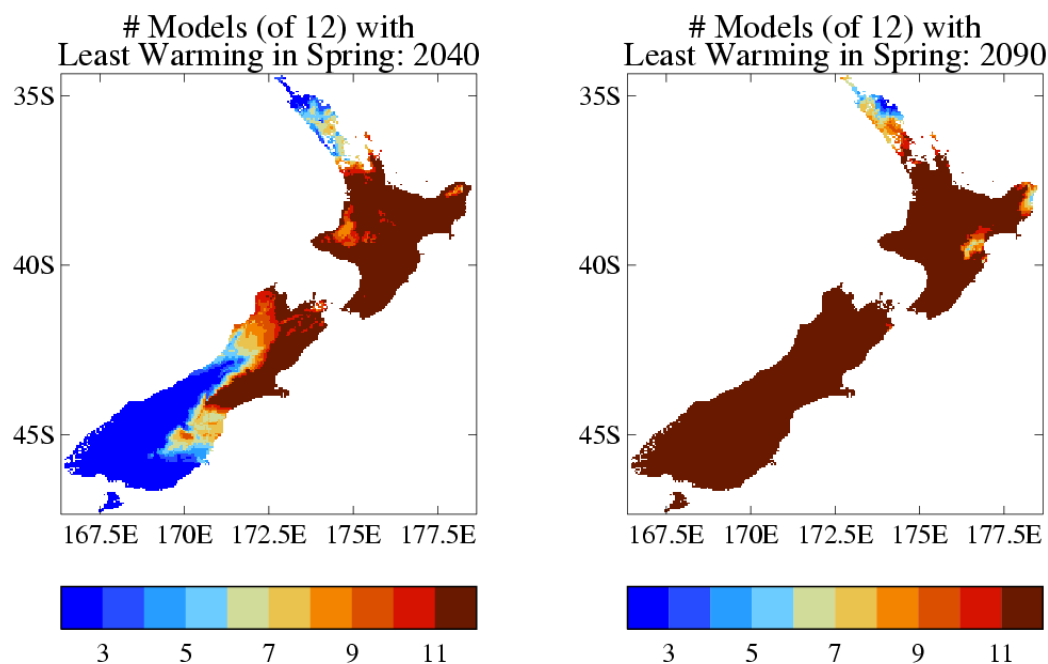 # Models (of 12) with
Least Warming in Spring: 2040
35S
40S
45S
167.5E 170E 172.5E 175E 177.5E
3 5 7 9 11
# Models (of 12) with
Least Warming in Spring: 2090
35S
40S
45S
167.5E 170E 172.5E 175E 177.5E
3 5 7 9 11